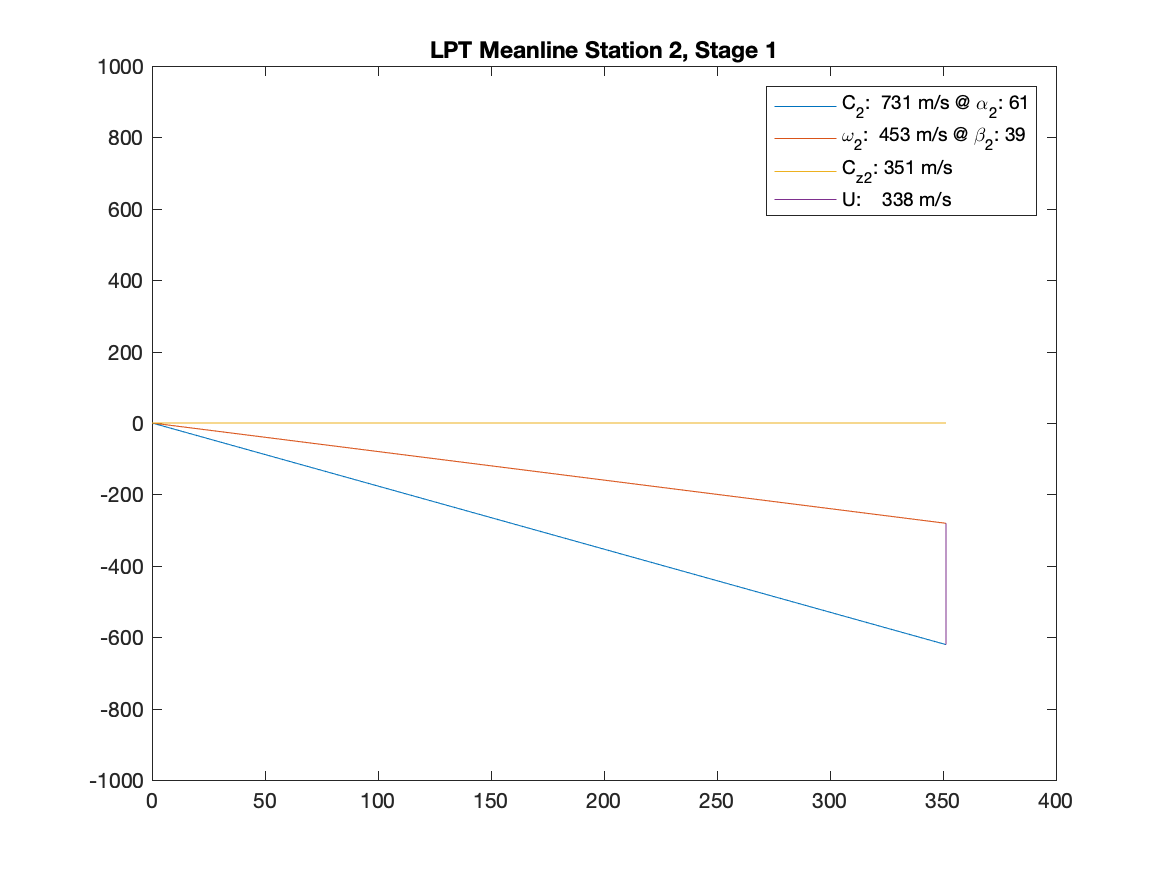 LPT Meanline Station 2, Stage 1
1000
800
600
400
200
0
-200
-400
-600
-800
-1000
C2: 731 m/s @ α2: 61
ω2: 453 m/s @ β2: 39
Cz2: 351 m/s
U: 338 m/s
0 50 100 150 200 250 300 350 400